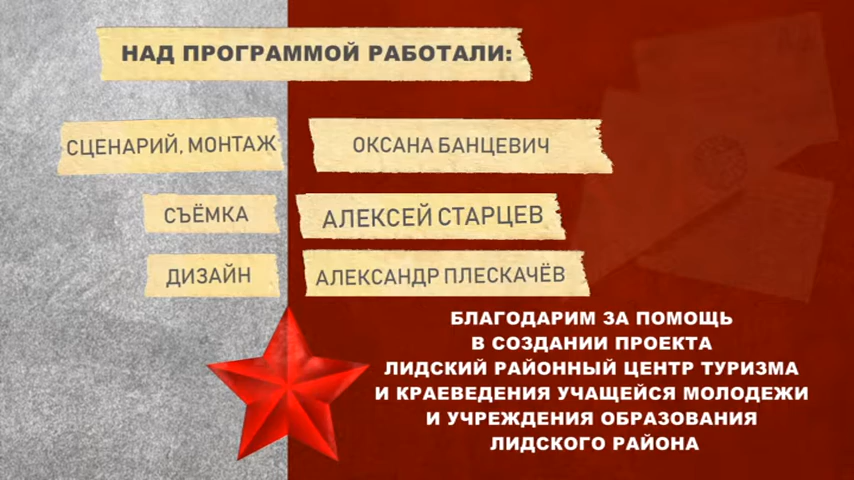 НАД ПРОГРАММОЙ РАБОТАЛИ:
СЦЕНАРИЙ, МОНТАЖ ОКСАНА БАНЦЕВИЧ
СЪЁМКА АЛЕКСЕЙ СТАРЦЕВ
ДИЗАЙН АЛЕКСАНДР ПЛЕСКАЧЁВ
БЛАГОДАРИМ ЗА ПОМОЩЬ
В СОЗДАНИИ ПРОЕКТА
ЛИДСКИЙ РАЙОННЫЙ ЦЕНТР ТУРИЗМА
И КРАЕВЕДЕНИЯ УЧАЩЕЙСЯ МОЛОДЕЖИ
И УЧРЕЖДЕНИЯ ОБРАЗОВАНИЯ
ЛИДСКОГО РАЙОНА